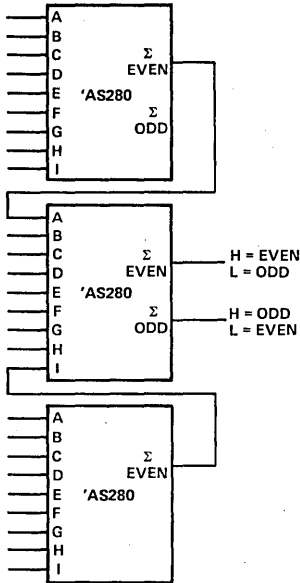 A
B
C
D
E
F
G
H
I
Σ
EVEN
'AS280
Σ
ODD
A
B
C
D
E
F
G
H
I
Σ
EVEN
'AS280
Σ
ODD
H = EVEN
L = ODD
H = ODD
L = EVEN
A
B
C
D
E
F
G
H
I
Σ
EVEN
'AS280